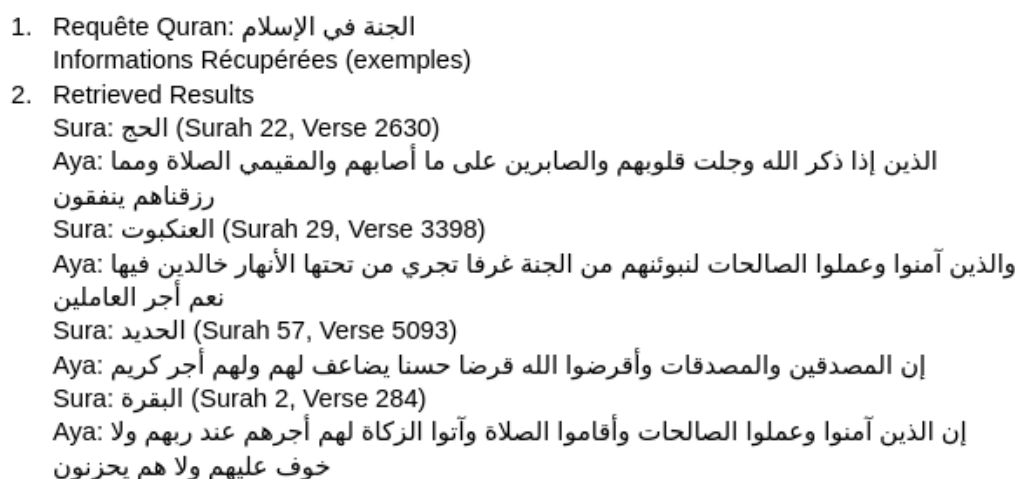 1. Requête Quran: الجنة في الإسلام
Informations Récupérées (exemples)
2. Retrieved Results
Sura: الحج (Surah 22, Verse 2630)
Aya: الذين إذا ذكر الله وجلت قلوبهم والصابرين على ما أصابهم والمقيمي الصلاة ومما
رزقناهم ينفقون
Sura: العنكبوت (Surah 29, Verse 3398)
Aya: والذين آمنوا وعملوا الصالحات لنبوئنهم من الجنة غرفا تجري من تحتها الأنهار خالدين فيها
نعم أجر العاملين
Sura: الحديد (Surah 57, Verse 5093)
Aya: إن المصدقين والمصدقات وأقرضوا الله قرضا حسنا يضاعف لهم ولهم أجر كريم
Sura: البقرة (Surah 2, Verse 284)
Aya: إن الذين آمنوا وعملوا الصالحات وأقاموا الصلاة وآتوا الزكاة لهم أجرهم عند ربهم ولا
خوف عليهم ولا هم يحزنون